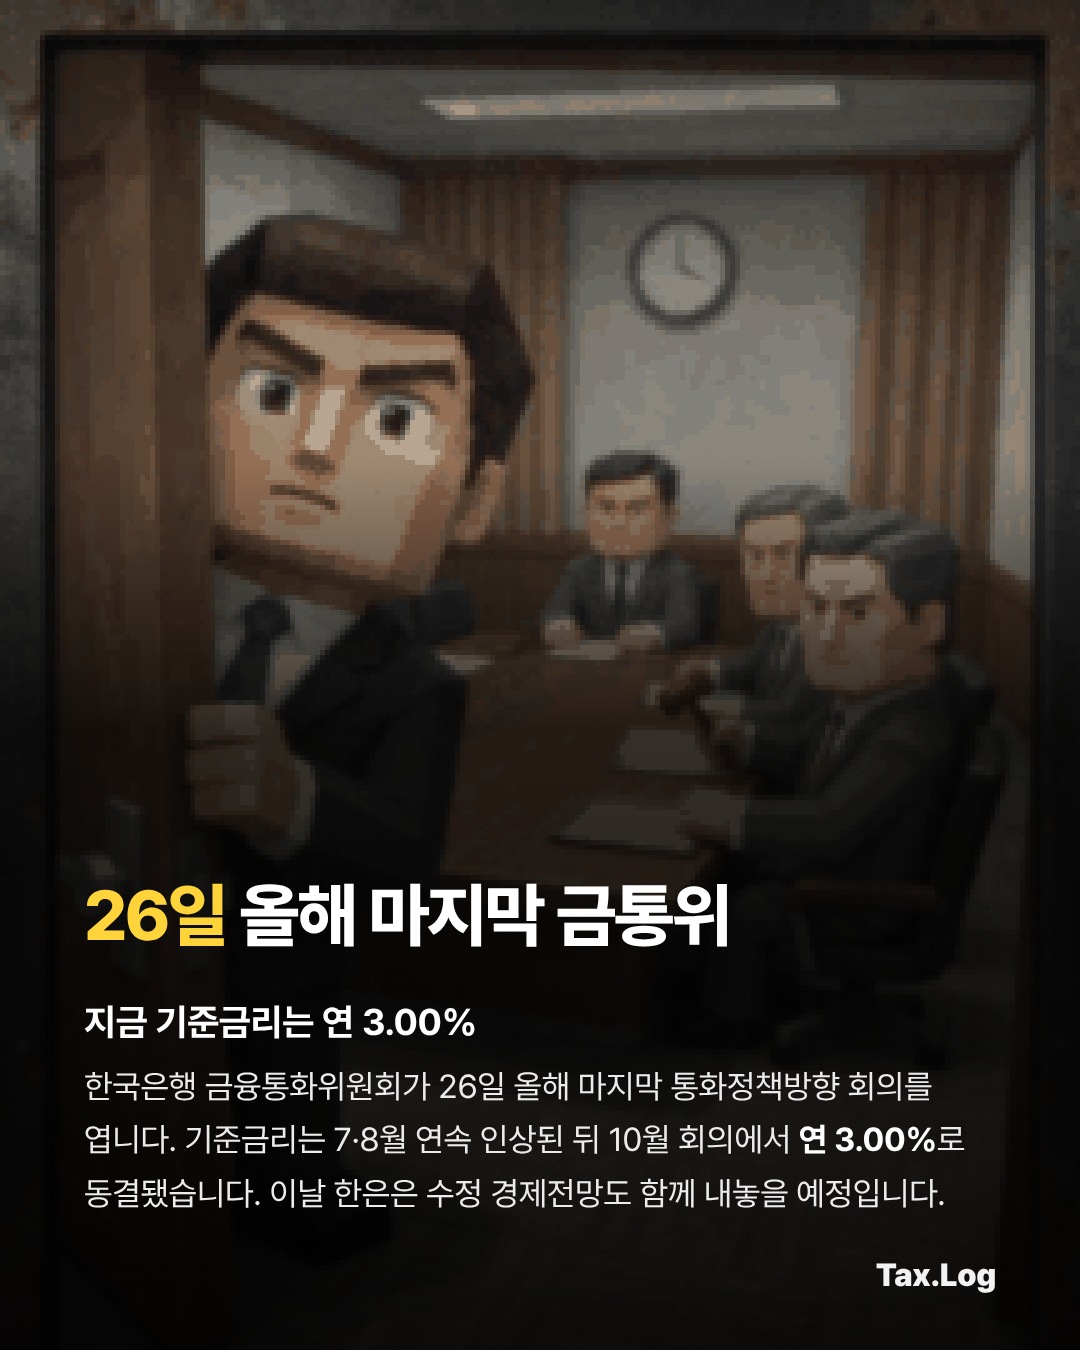 26일 올해 마지막 금통위
지금 기준금리는 연 3.00%
한국은행 금융통화위원회가 26일 올해 마지막 통화정책방향 회의를
엽니다. 기준금리는 7·8월 연속 인상된 뒤 10월 회의에서 연 3.00%로
동결됐습니다. 이날 한은은 수정 경제전망도 함께 내놓을 예정입니다.
Tax.Log